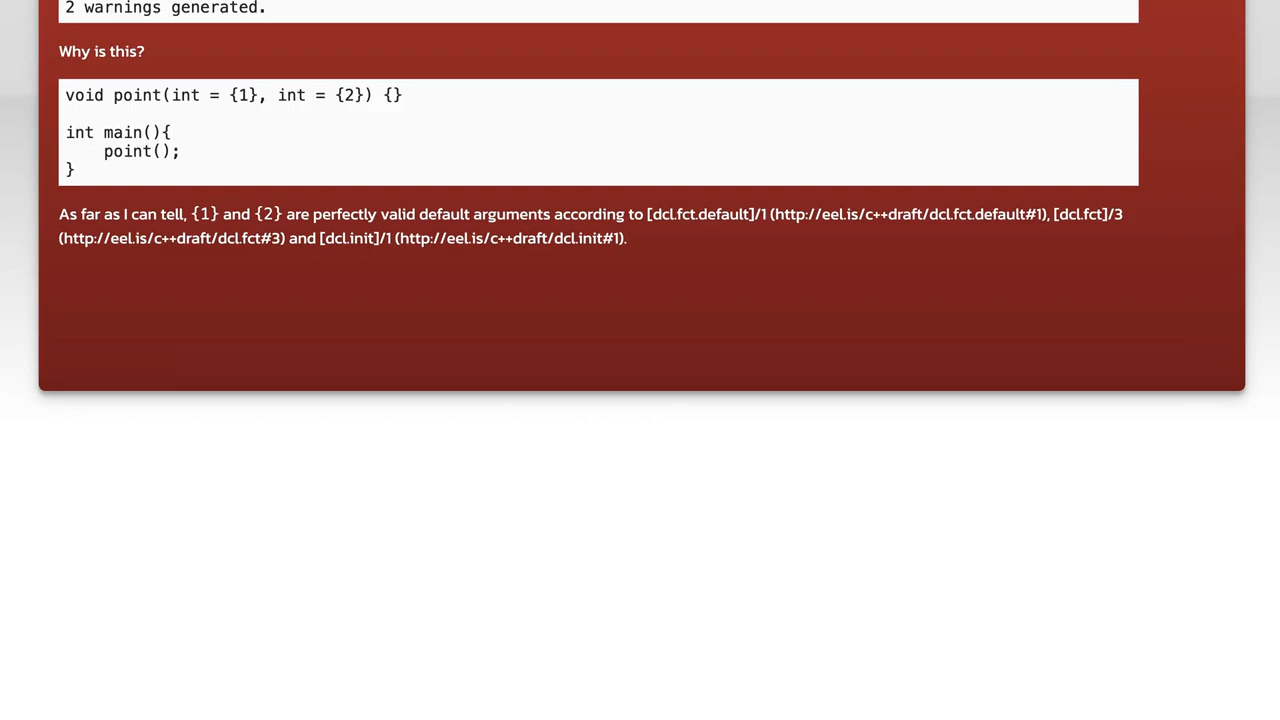 2 warnings generated.
Why is this?
void point(int = {1}, int = {2}) {}
int main(){
    point();
}
As far as I can tell, {1} and {2} are perfectly valid default arguments according to [dcl.fct.default]/1 (http://eel.is/c++draft/dcl.fct.default#1), [dcl.fct]/3
(http://eel.is/c++draft/dcl.fct#3) and [dcl.init]/1 (http://eel.is/c++draft/dcl.init#1).